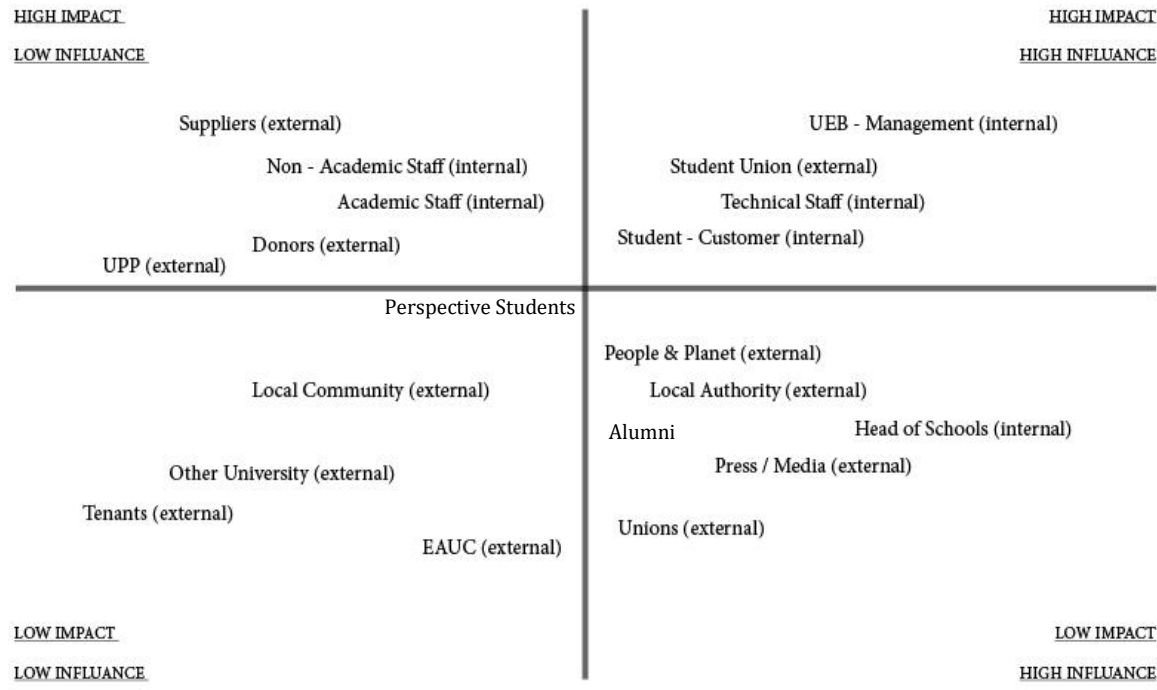 HIGH IMPACT
HIGH IMPACT
LOW INFLUANCE
HIGH INFLUANCE
Suppliers (external)
UEB - Management (internal)
Non - Academic Staff (internal)
Student Union (external)
Academic Staff (internal)
Technical Staff (internal)
Donors (external)
Student - Customer (internal)
UPP (external)
Perspective Students
People & Planet (external)
Local Community (external)
Local Authority (external)
Alumni
Head of Schools (internal)
Other University (external)
Press / Media (external)
Tenants (external)
Unions (external)
EAUC (external)
LOW IMPACT
LOW IMPACT
LOW INFLUANCE
HIGH INFLUANCE